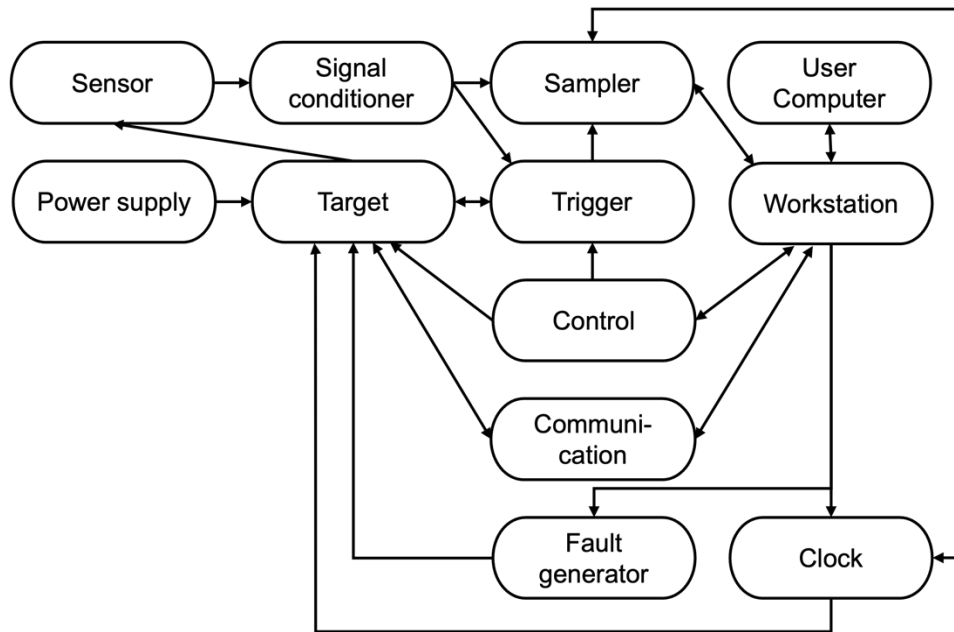 Sensor
Signal
conditioner
Sampler
User
Computer
Power supply
Target
Trigger
Workstation
Control
Communi-
cation
Fault
generator
Clock